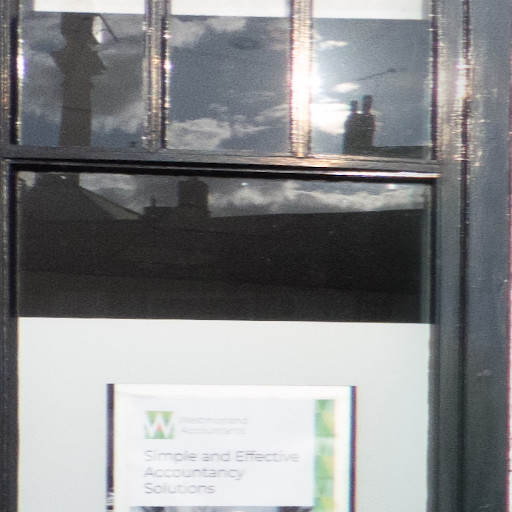 Westmorland
Accountants
Simple and Effective
Accountancy
Solutions